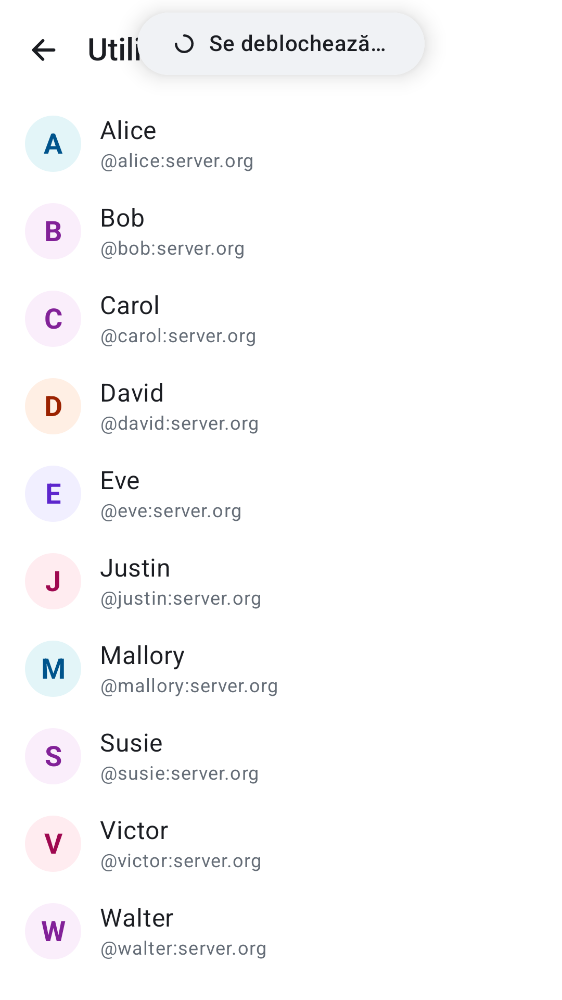 Se deblochează…
A
Alice
@alice:server.org
B
Bob
@bob:server.org
C
Carol
@carol:server.org
D
David
@david:server.org
E
Eve
@eve:server.org
J
Justin
@justin:server.org
M
Mallory
@mallory:server.org
S
Susie
@susie:server.org
V
Victor
@victor:server.org
W
Walter
@walter:server.org